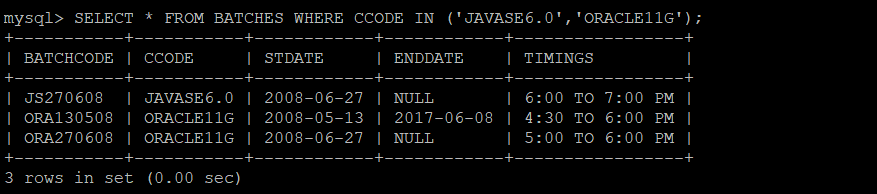 mysql> SELECT * FROM BATCHES WHERE CCODE IN ('JAVASE6.0','ORACLE11G');
+-----------+-----------+------------+------------+-----------------+
| BATCHCODE | CCODE     | STDATE     | ENDDATE    | TIMINGS         |
+-----------+-----------+------------+------------+-----------------+
| JS270608  | JAVASE6.0 | 2008-06-27 | NULL       | 6:00 TO 7:00 PM |
| ORA130508 | ORACLE11G | 2008-05-13 | 2017-06-08 | 4:30 TO 6:00 PM |
| ORA270608 | ORACLE11G | 2008-06-27 | NULL       | 5:00 TO 6:00 PM |
+-----------+-----------+------------+------------+-----------------+
3 rows in set (0.00 sec)